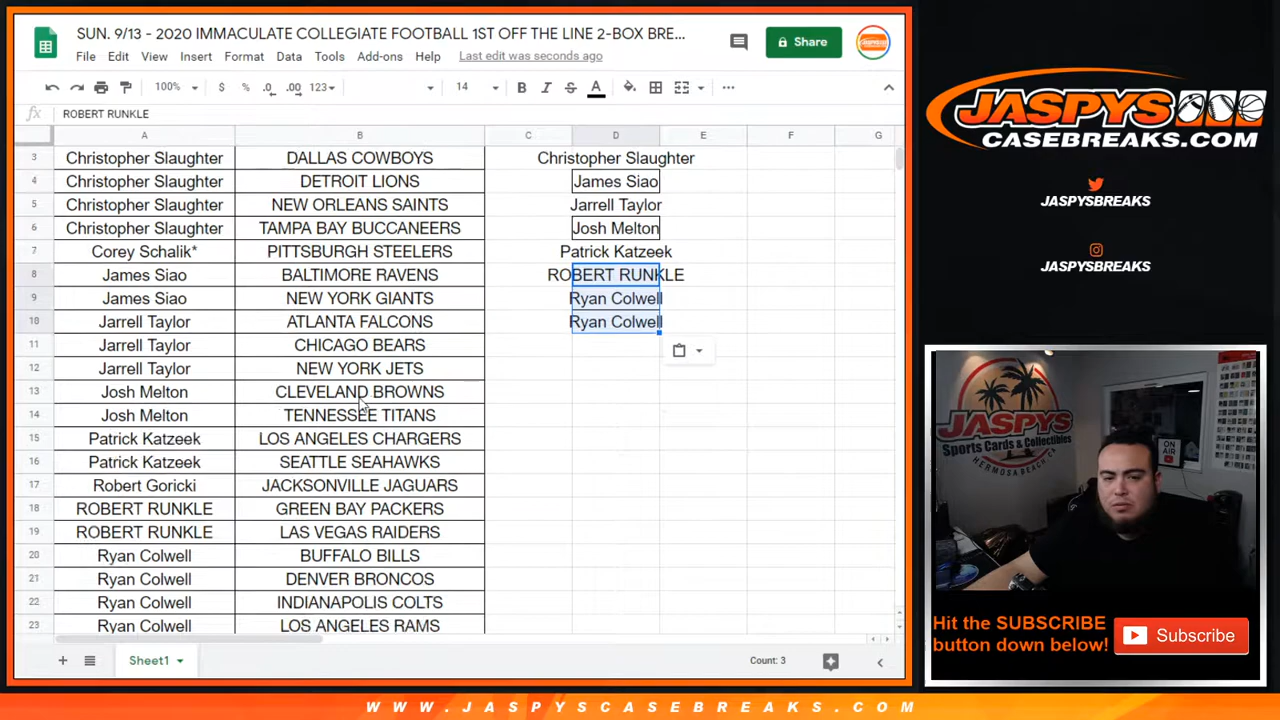 SUN. 9/13 - 2020 IMMACULATE COLLEGIATE FOOTBALL 1ST OFF THE LINE 2-BOX BRE...
Share
File Edit View Insert Format Data Tools Add-ons Help Last edit was seconds ago
100% $ % .0 .00 123 14 B I S A
fx ROBERT RUNKLE
A B C D E F G
3 Christopher Slaughter DALLAS COWBOYS Christopher Slaughter
4 Christopher Slaughter DETROIT LIONS James Siao
5 Christopher Slaughter NEW ORLEANS SAINTS Jarrell Taylor
6 Christopher Slaughter TAMPA BAY BUCCANEERS Josh Melton
7 Corey Schalik* PITTSBURGH STEELERS Patrick Katzeek
8 James Siao BALTIMORE RAVENS ROBERT RUNKLE
9 James Siao NEW YORK GIANTS Ryan Colwell
10 Jarrell Taylor ATLANTA FALCONS Ryan Colwell
11 Jarrell Taylor CHICAGO BEARS
12 Jarrell Taylor NEW YORK JETS
13 Josh Melton CLEVELAND BROWNS
14 Josh Melton TENNESSEE TITANS
15 Patrick Katzeek LOS ANGELES CHARGERS
16 Patrick Katzeek SEATTLE SEAHAWKS
17 Robert Goricki JACKSONVILLE JAGUARS
18 ROBERT RUNKLE GREEN BAY PACKERS
19 ROBERT RUNKLE LAS VEGAS RAIDERS
20 Ryan Colwell BUFFALO BILLS
21 Ryan Colwell DENVER BRONCOS
22 Ryan Colwell INDIANAPOLIS COLTS
23 Ryan Colwell LOS ANGELES RAMS
Sheet1
Count: 3
JASPYS
CASEBREAKS.COM
JASPYSBREAKS
JASPYSBREAKS
JASPYS
Sports Cards & Collectibles
HERMOSA BEACH, CA
ON AIR
Hit the SUBSCRIBE
button down below!
Subscribe
WWW.JASPYSCASEBREAKS.COM